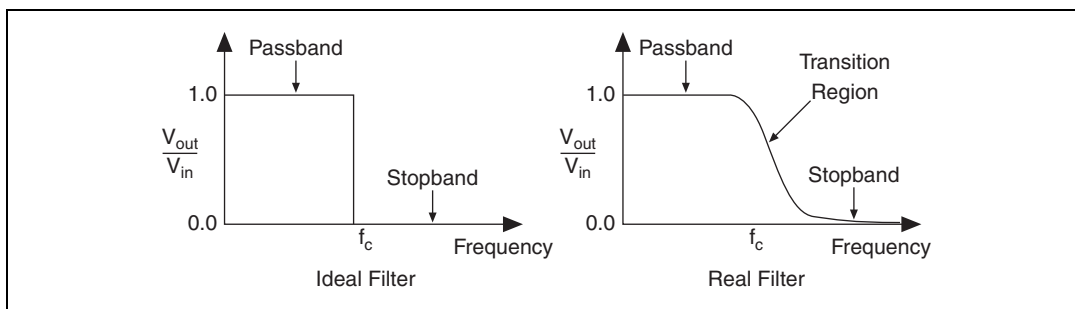 Passband
1.0
V_out
V_in
Stopband
0.0
f_c
Frequency
Ideal Filter
Passband
Transition
Region
1.0
V_out
V_in
Stopband
0.0
f_c
Frequency
Real Filter